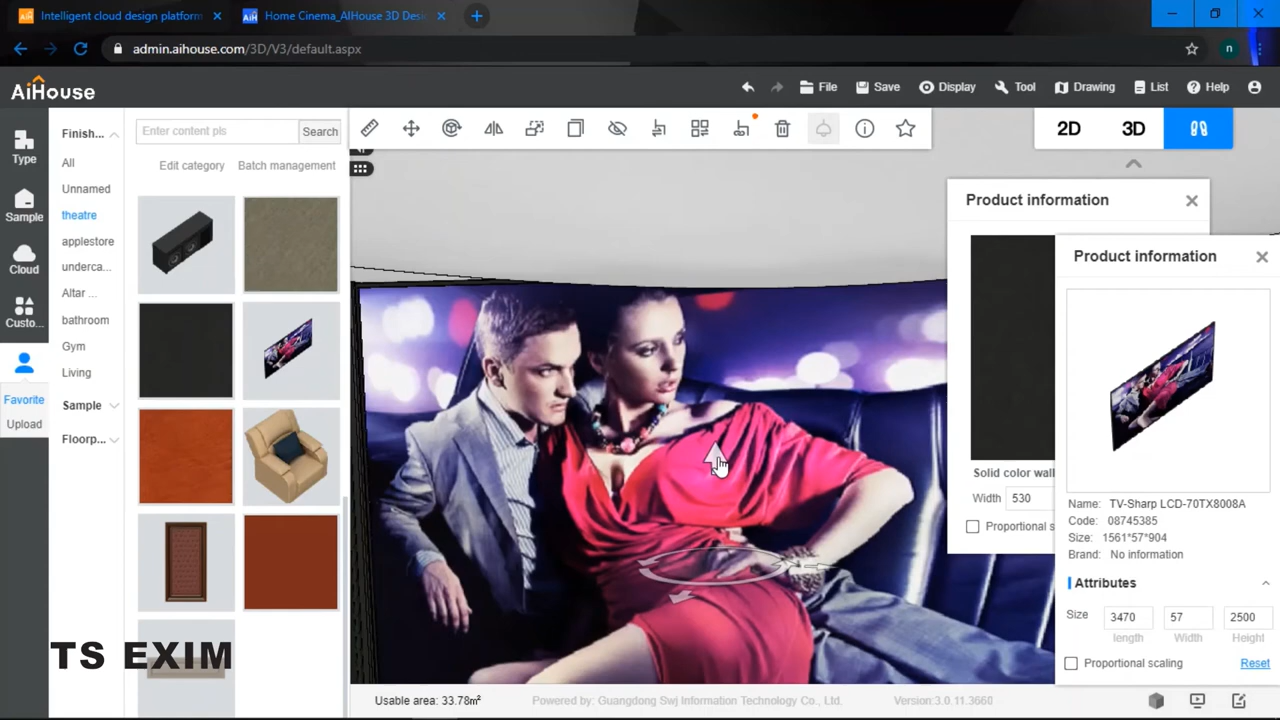 Intelligent cloud design platform
Home Cinema_AIHouse 3D Des
admin.aihouse.com/3D/V3/default.aspx
n
AiHouse
File
Save
Display
Tool
Drawing
List
Help
Type
Sample
Cloud
Custo...
Favorite
Upload
Finish...
All
Unnamed
theatre
applestore
underca...
Altar ...
bathroom
Gym
Living
Sample
Floorp...
Enter content pls
Search
Edit category
Batch management
2D
3D
Product information
Solid color wall
Width 530
Proportional s
Product information
Name: TV-Sharp LCD-70TX8008A
Code: 08745385
Size: 1561*57*904
Brand: No information
Attributes
Size 3470 57 2500
length Width Height
Proportional scaling Reset
TS EXIM
Usable area: 33.78m²
Powered by: Guangdong Swj Information Technology Co., Ltd.
Version:3.0.11.3660